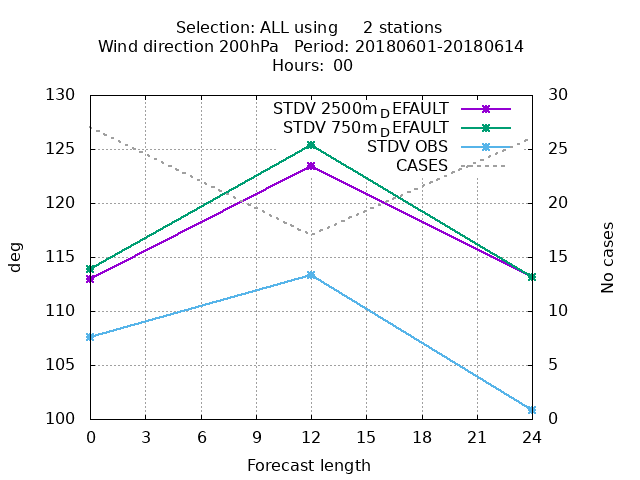 Selection: ALL using 2 stations
Wind direction 200hPa Period: 20180601-20180614
Hours: 00
STDV 2500m_DEFAULT
STDV 750m_DEFAULT
STDV OBS
CASES
130
125
120
115
110
105
100
30
25
20
15
10
5
0
deg
No cases
0 3 6 9 12 15 18 21 24
Forecast length